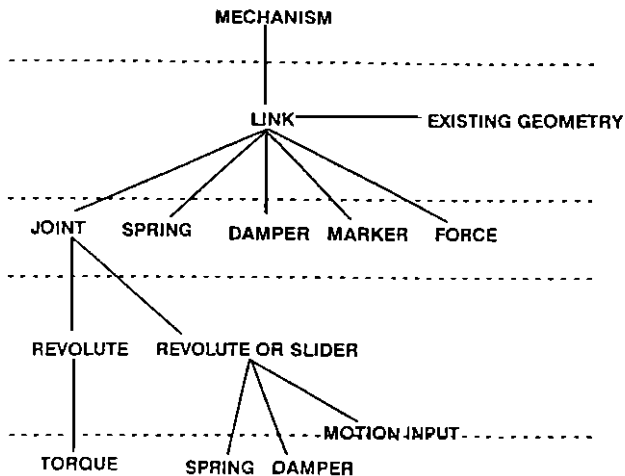 MECHANISM
LINK
EXISTING GEOMETRY
JOINT
SPRING
DAMPER
MARKER
FORCE
REVOLUTE
REVOLUTE OR SLIDER
MOTION INPUT
TORQUE
SPRING
DAMPER